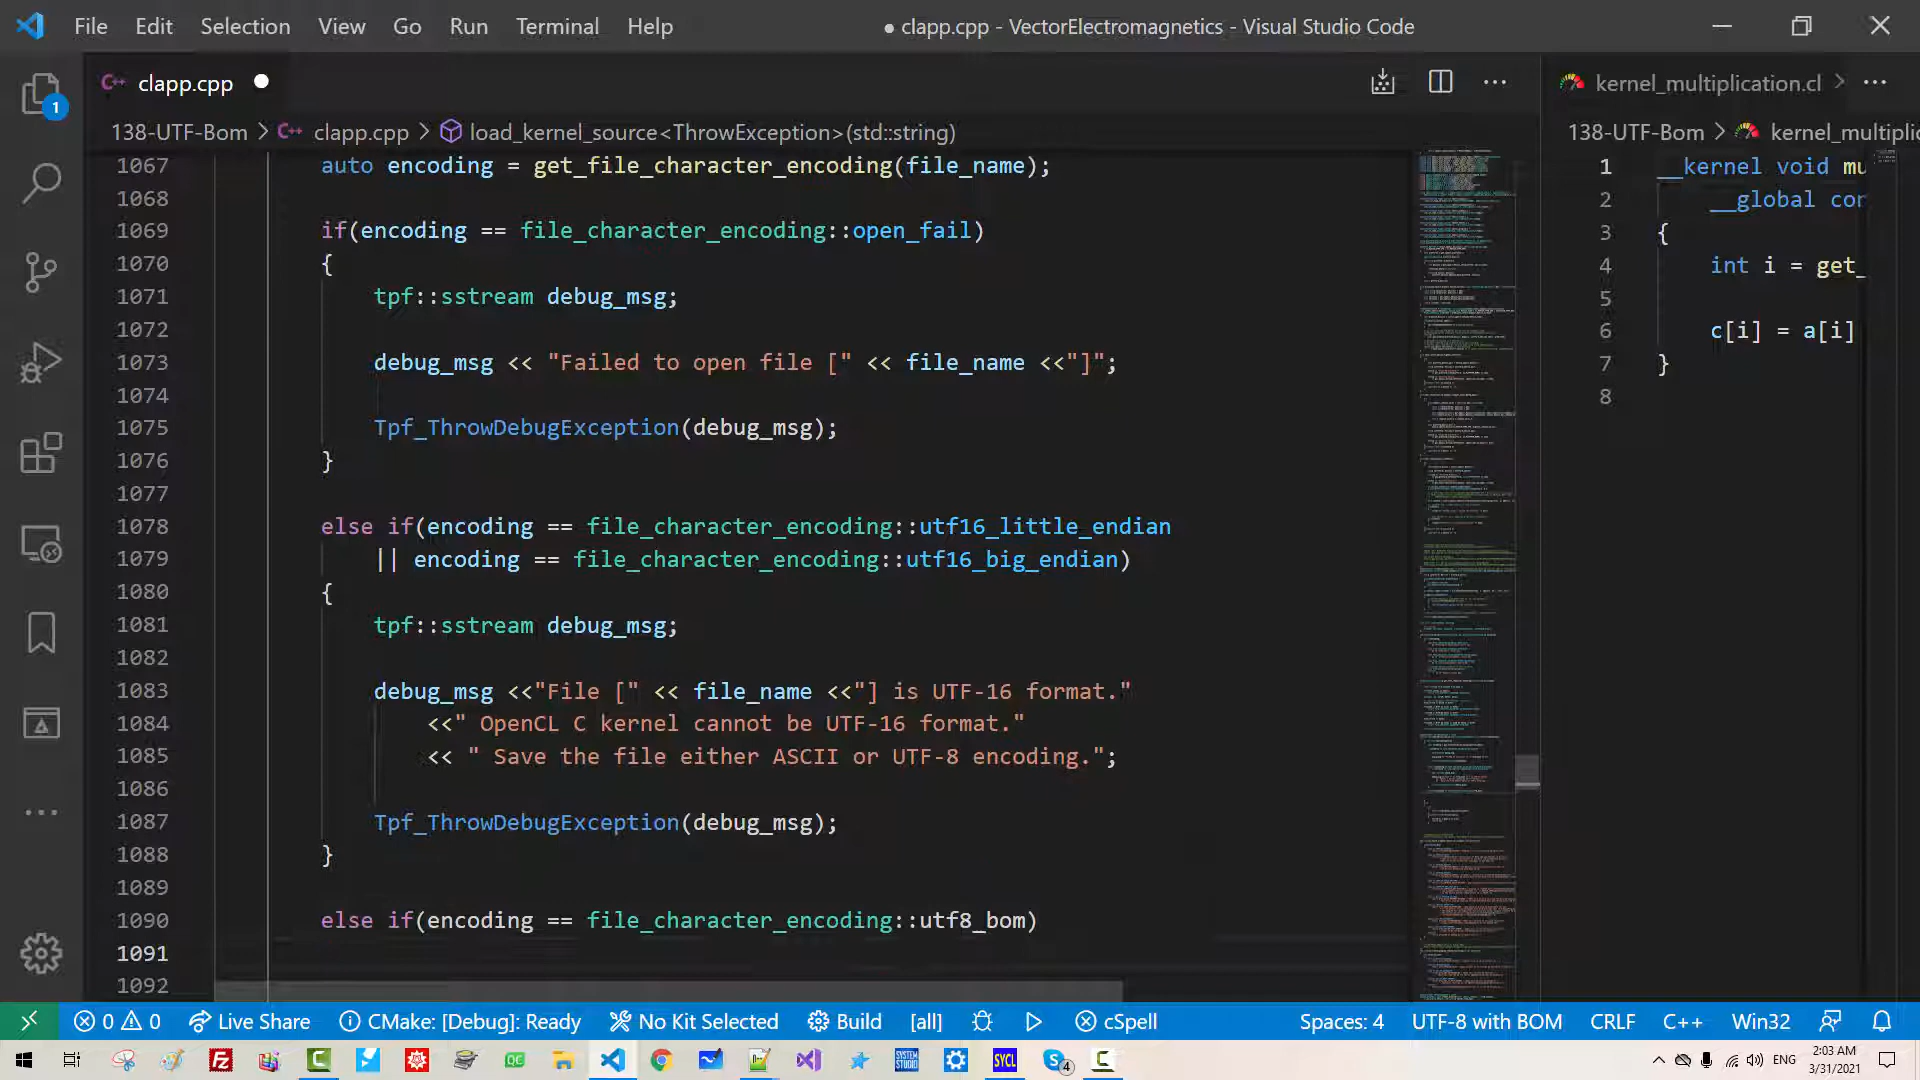 File Edit Selection View Go Run Terminal Help ● clapp.cpp - VectorElectromagnetics - Visual Studio Code
C++ clapp.cpp
kernel_multiplication.cl
138-UTF-Bom > C++ clapp.cpp > load_kernel_source<ThrowException>(std::string)
138-UTF-Bom > kernel_multiplic
1067 auto encoding = get_file_character_encoding(file_name);
1068
1069 if(encoding == file_character_encoding::open_fail)
1070 {
1071 tpf::sstream debug_msg;
1072
1073 debug_msg << "Failed to open file [" << file_name <<"]";
1074
1075 Tpf_ThrowDebugException(debug_msg);
1076 }
1077
1078 else if(encoding == file_character_encoding::utf16_little_endian
1079 || encoding == file_character_encoding::utf16_big_endian)
1080 {
1081 tpf::sstream debug_msg;
1082
1083 debug_msg <<"File [" << file_name <<"] is UTF-16 format."
1084 <<" OpenCL C kernel cannot be UTF-16 format."
1085 << " Save the file either ASCII or UTF-8 encoding.";
1086
1087 Tpf_ThrowDebugException(debug_msg);
1088 }
1089
1090 else if(encoding == file_character_encoding::utf8_bom)
1091
1092
1 __kernel void mu
2 __global con
3 {
4 int i = get_
5
6 c[i] = a[i]
7 }
8
1
0 0 Live Share CMake: [Debug]: Ready No Kit Selected Build [all] cSpell Spaces: 4 UTF-8 with BOM CRLF C++ Win32
ENG
2:03 AM
3/31/2021
SYSTEM STUDIO
SYCL
QC
4